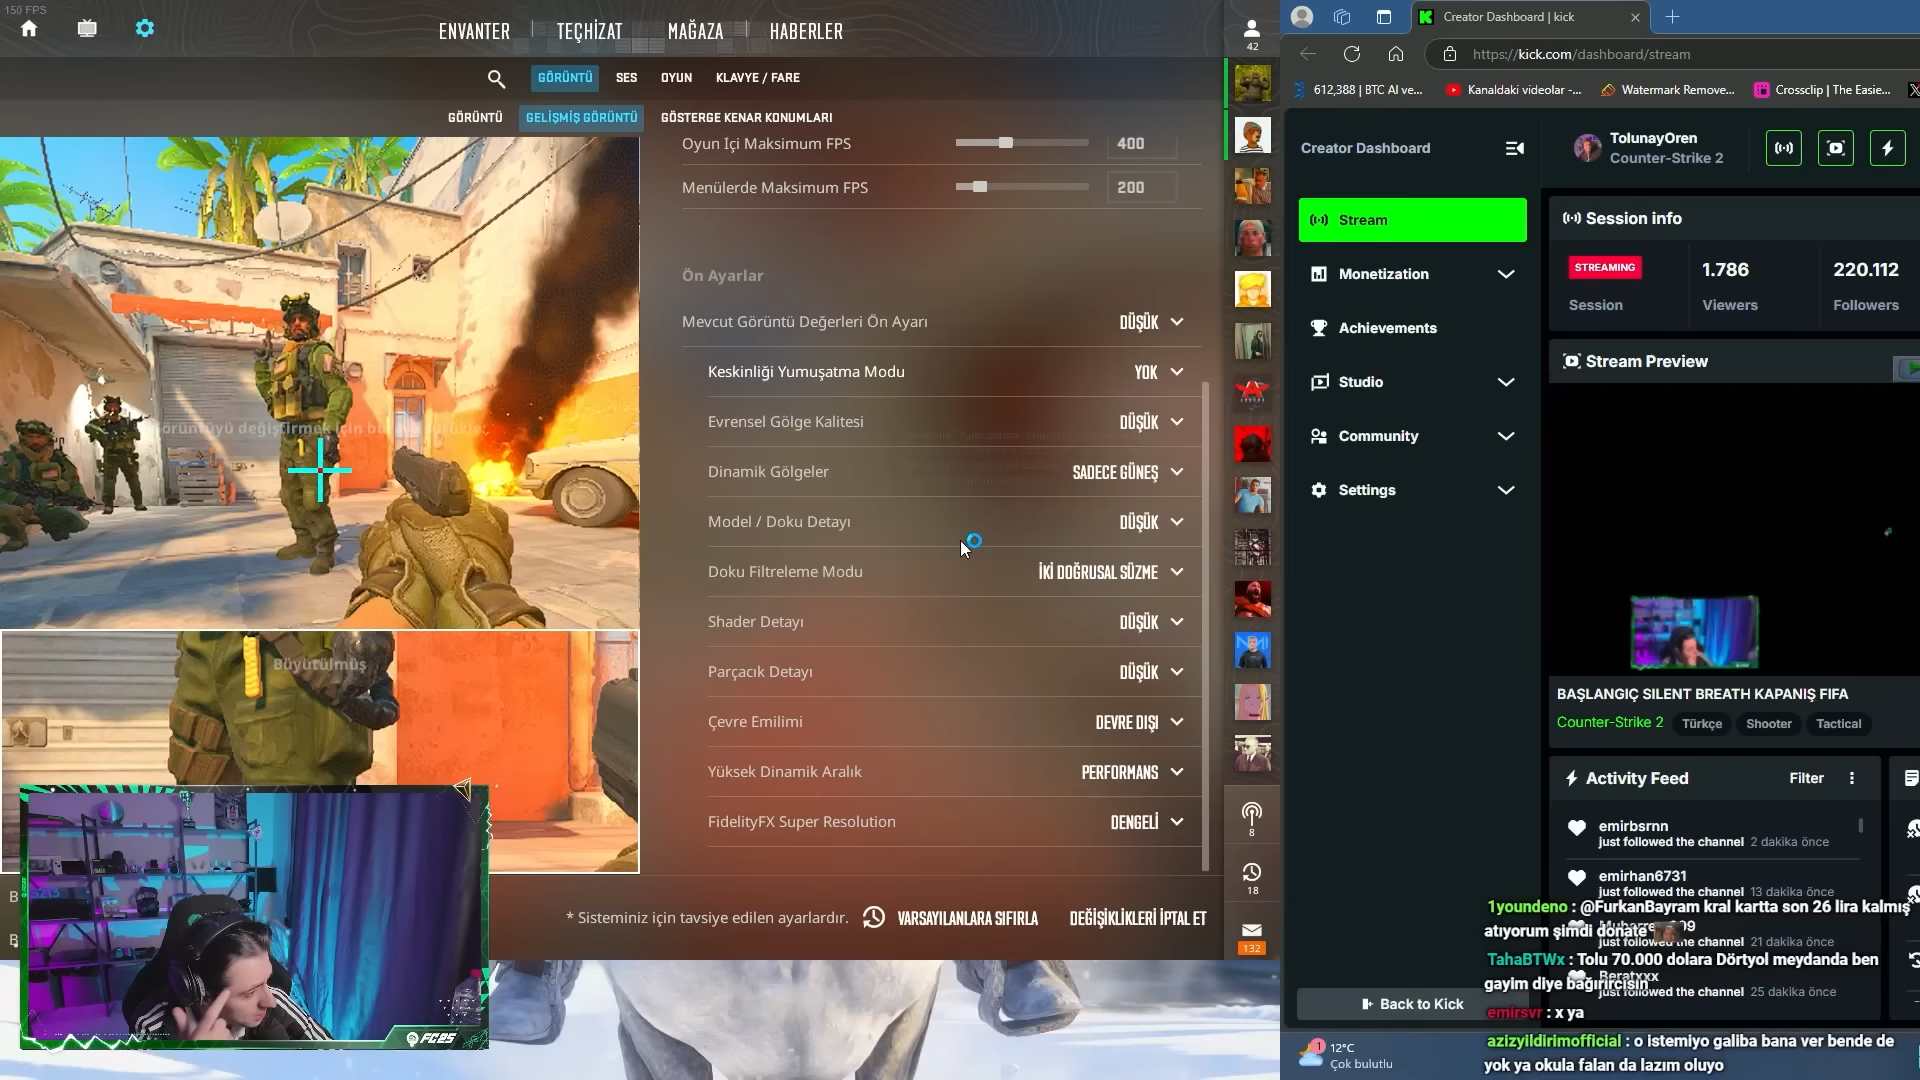 150 FPS
ENVANTER
TEÇHİZAT
MAĞAZA
HABERLER
42
GÖRÜNTÜ
SES
OYUN
KLAVYE / FARE
GÖRÜNTÜ
GELİŞMİŞ GÖRÜNTÜ
GÖSTERGE KENAR KONUMLARI
Oyun İçi Maksimum FPS
400
Menülerde Maksimum FPS
200
Ön Ayarlar
Mevcut Görüntü Değerleri Ön Ayarı
DÜŞÜK
Keskinliği Yumuşatma Modu
YOK
Evrensel Gölge Kalitesi
DÜŞÜK
Dinamik Gölgeler
SADECE GÜNEŞ
Model / Doku Detayı
DÜŞÜK
Doku Filtreleme Modu
İKİ DOĞRUSAL SÜZME
Shader Detayı
DÜŞÜK
Parçacık Detayı
DÜŞÜK
Çevre Emilimi
DEVRE DIŞI
Yüksek Dinamik Aralık
PERFORMANS
FidelityFX Super Resolution
DENGELİ
Büyütülmüş
* Sisteminiz için tavsiye edilen ayarlardır.
VARSAYILANLARA SIFIRLA
DEĞİŞİKLİKLERİ İPTAL ET
8
18
132
FC25
Creator Dashboard | kick
https://kick.com/dashboard/stream
612,388 | BTC Al ve...
Kanaldaki videolar -...
Watermark Remove...
Crossclip | The Easie...
Creator Dashboard
TolunayOren
Counter-Strike 2
Stream
Monetization
Achievements
Studio
Community
Settings
Back to Kick
Session info
STREAMING
1.786
220.112
Session
Viewers
Followers
Stream Preview
BAŞLANGIÇ SILENT BREATH KAPANIŞ FIFA
Counter-Strike 2
Türkçe
Shooter
Tactical
Activity Feed
Filter
emirbsrnn
just followed the channel 2 dakika önce
emirhan6731
just followed the channel 13 dakika önce
just followed the channel 21 dakika önce
Beratxxx
just followed the channel 25 dakika önce
1youndeno : @FurkanBayram kral kartta son 26 lira kalmış
atıyorum şimdi donate
TahaBTWx : Tolu 70.000 dolara Dörtyol meydanda ben
gayim diye bağırırcisin
emirsvr : x ya
azizyildirimofficial : o istemiyo galiba bana ver bende de
yok ya okula falan da lazım oluyo
1
12°C
Çok bulutlu